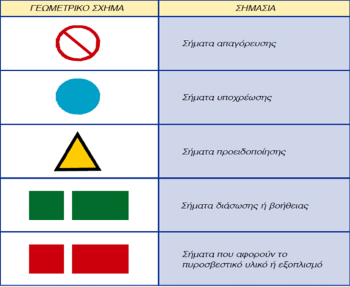 ΓΕΩΜΕΤΡΙΚΟ ΣΧΗΜΑ
ΣΗΜΑΣΙΑ
Σήματα απαγόρευσης
Σήματα υποχρέωσης
Σήματα προειδοποίησης
Σήματα διάσωσης ή βοήθειας
Σήματα που αφορούν το
πυροσβεστικό υλικό ή εξοπλισμό